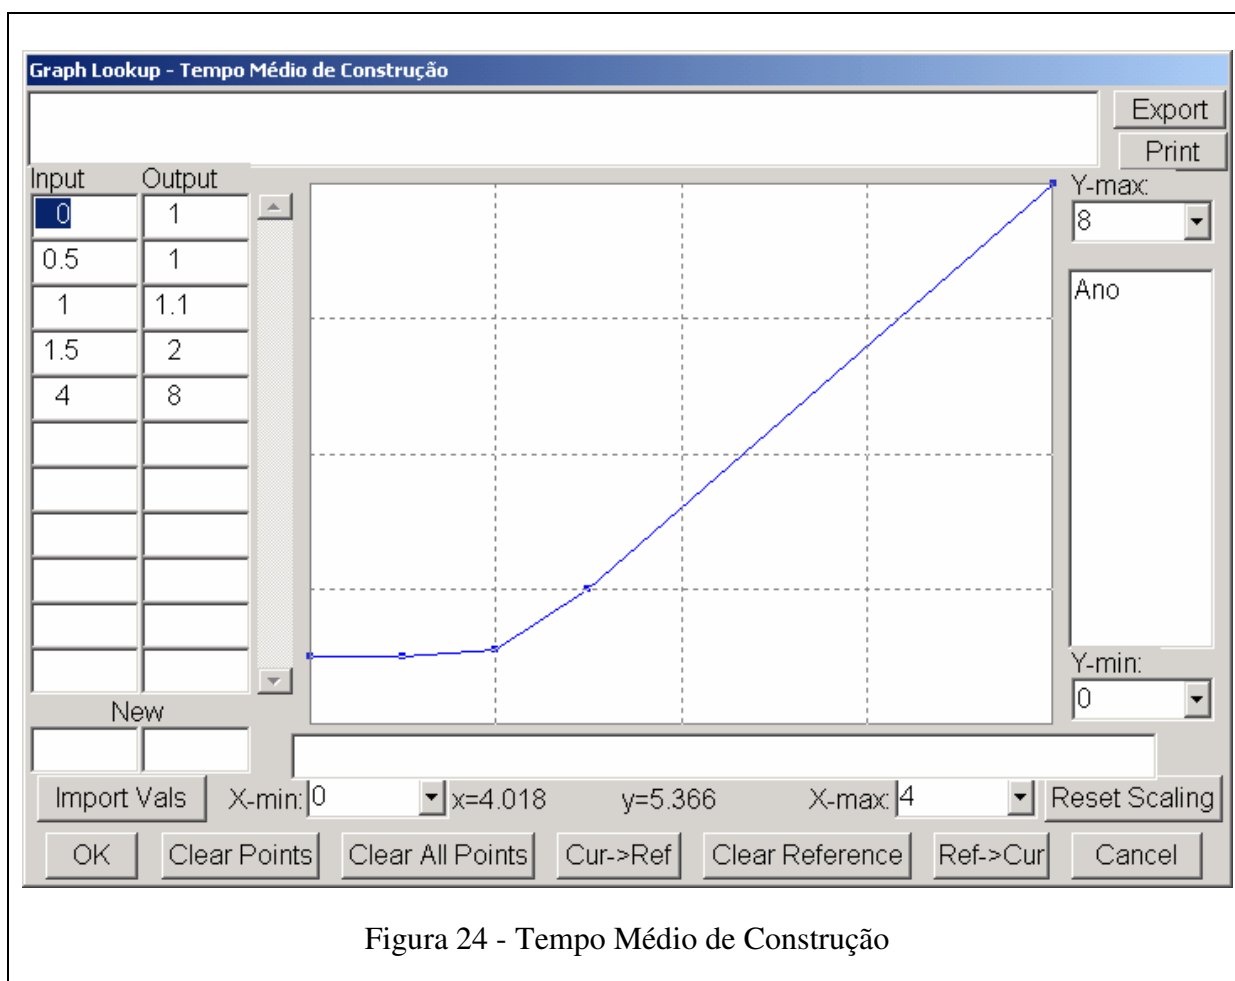 Graph Lookup - Tempo Médio de Construção
Export
Print
Input Output
Y-max:
0 1
8
0.5 1
Ano
1 1.1
1.5 2
4 8
Y-min:
0
New
Import Vals X-min: 0 x=4.018 y=5.366 X-max: 4 Reset Scaling
OK Clear Points Clear All Points Cur->Ref Clear Reference Ref->Cur Cancel
Figura 24 - Tempo Médio de Construção